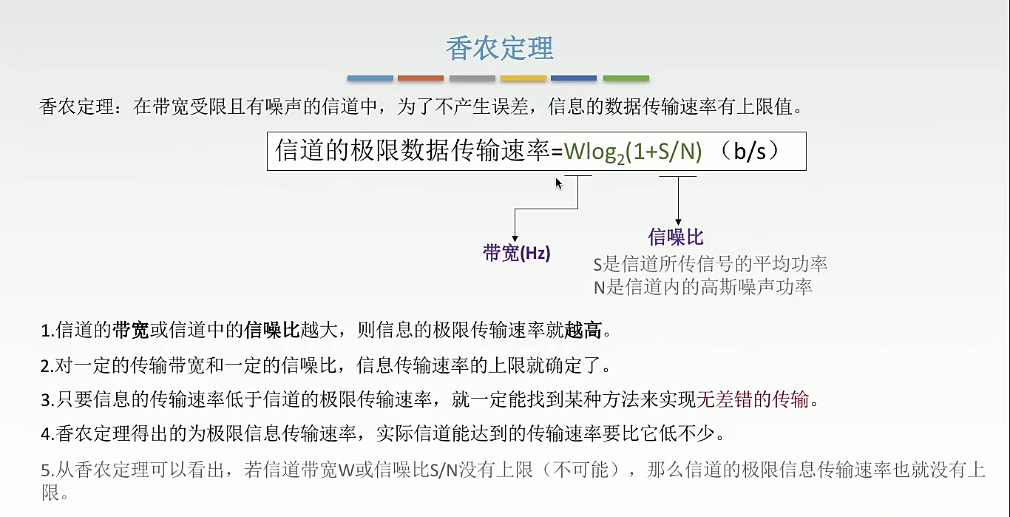 香农定理
香农定理：在带宽受限且有噪声的信道中，为了不产生误差，信息的数据传输速率有上限值。
信道的极限数据传输速率=Wlog₂(1+S/N)（b/s）
带宽(Hz)
信噪比
S是信道所传信号的平均功率
N是信道内的高斯噪声功率
1.信道的带宽或信道中的信噪比越大，则信息的极限传输速率就越高。
2.对一定的传输带宽和一定的信噪比，信息传输速率的上限就确定了。
3.只要信息的传输速率低于信道的极限传输速率，就一定能找到某种方法来实现无差错的传输。
4.香农定理得出的为极限信息传输速率，实际信道能达到的传输速率要比它低不少。
5.从香农定理可以看出，若信道带宽W或信噪比S/N没有上限（不可能），那么信道的极限信息传输速率也就没有上
限。